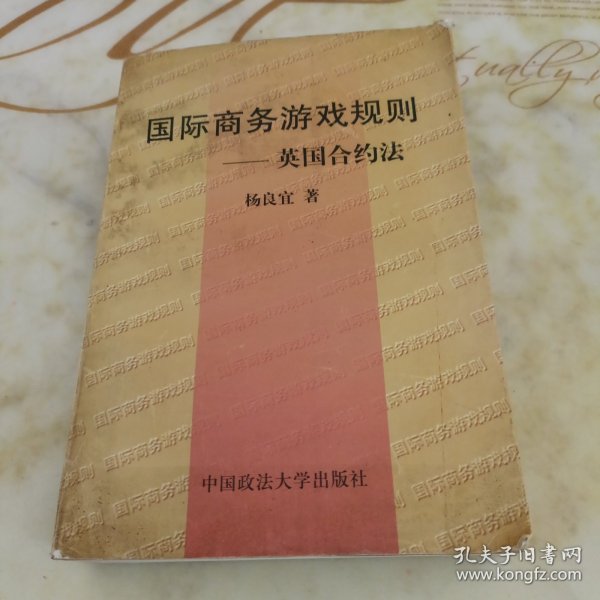 国际商务游戏规则
——英国合约法
杨良宜 著
中国政法大学出版社
tually
孔夫子旧书网
www.kongfz.com